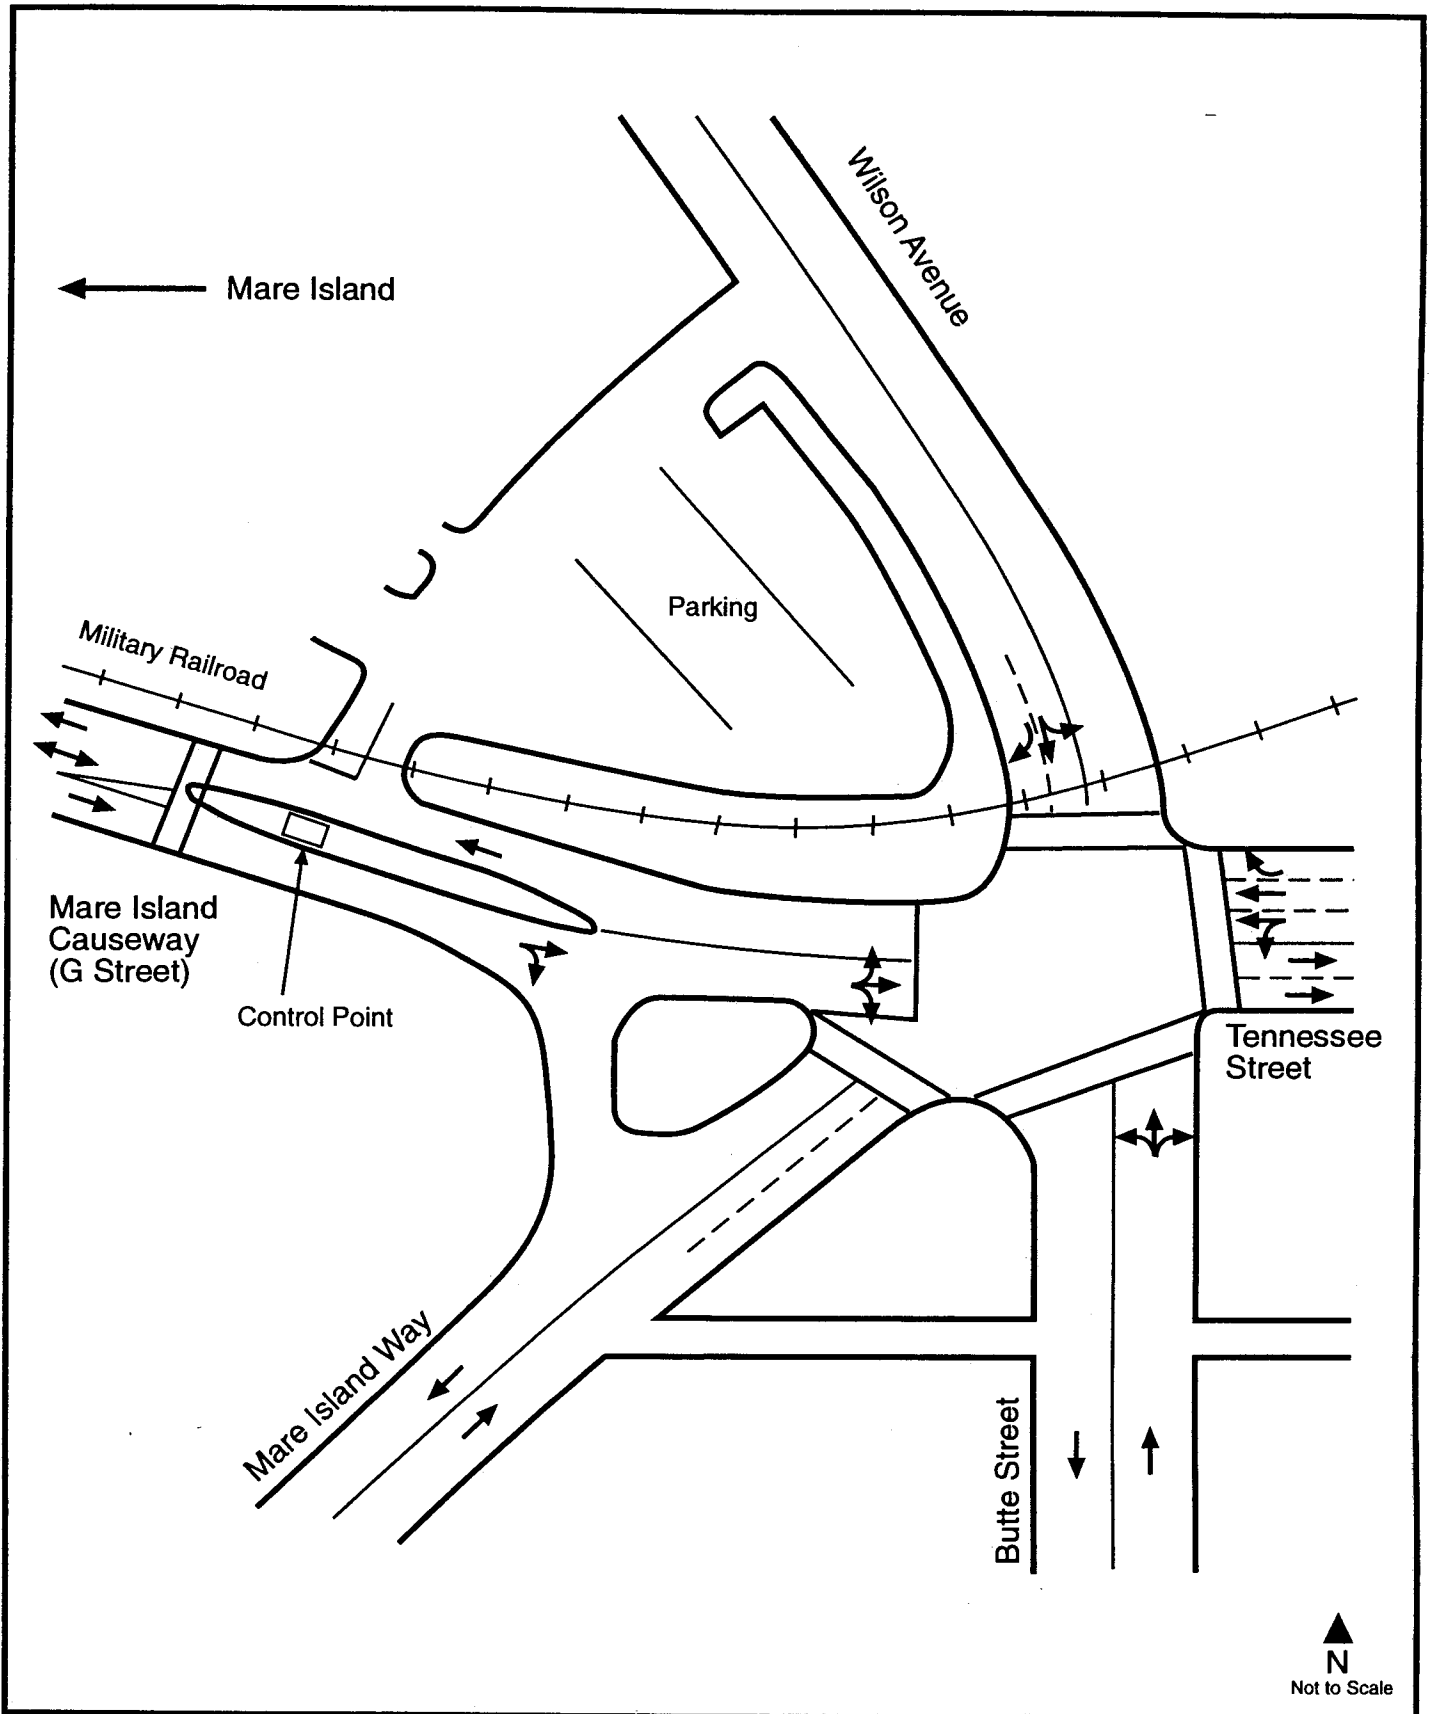 Wilson Avenue
Mare Island
Parking
Military Railroad
Mare Island
Causeway
(G Street)
Control Point
Tennessee
Street
Mare Island Way
Butte Street
N
Not to Scale